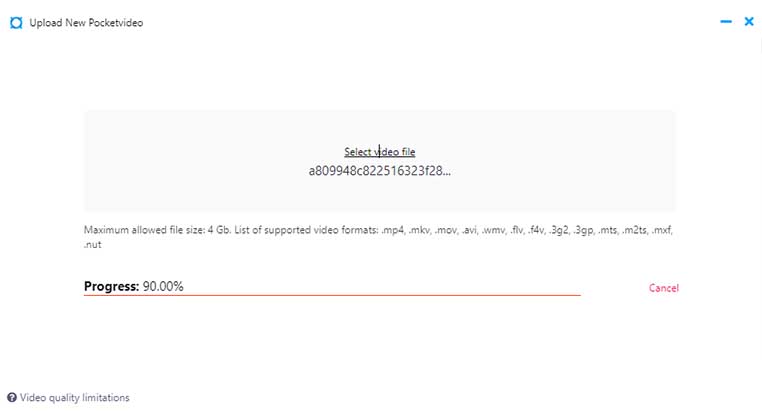 Upload New Pocketvideo
Select video file
a809948c822516323f28...
Maximum allowed file size: 4 Gb. List of supported video formats: .mp4, .mkv, .mov, .avi, .wmv, .flv, .f4v, .3g2, .3gp, .mts, .m2ts, .mxf,
.nut
Progress: 90.00%
Cancel
Video quality limitations